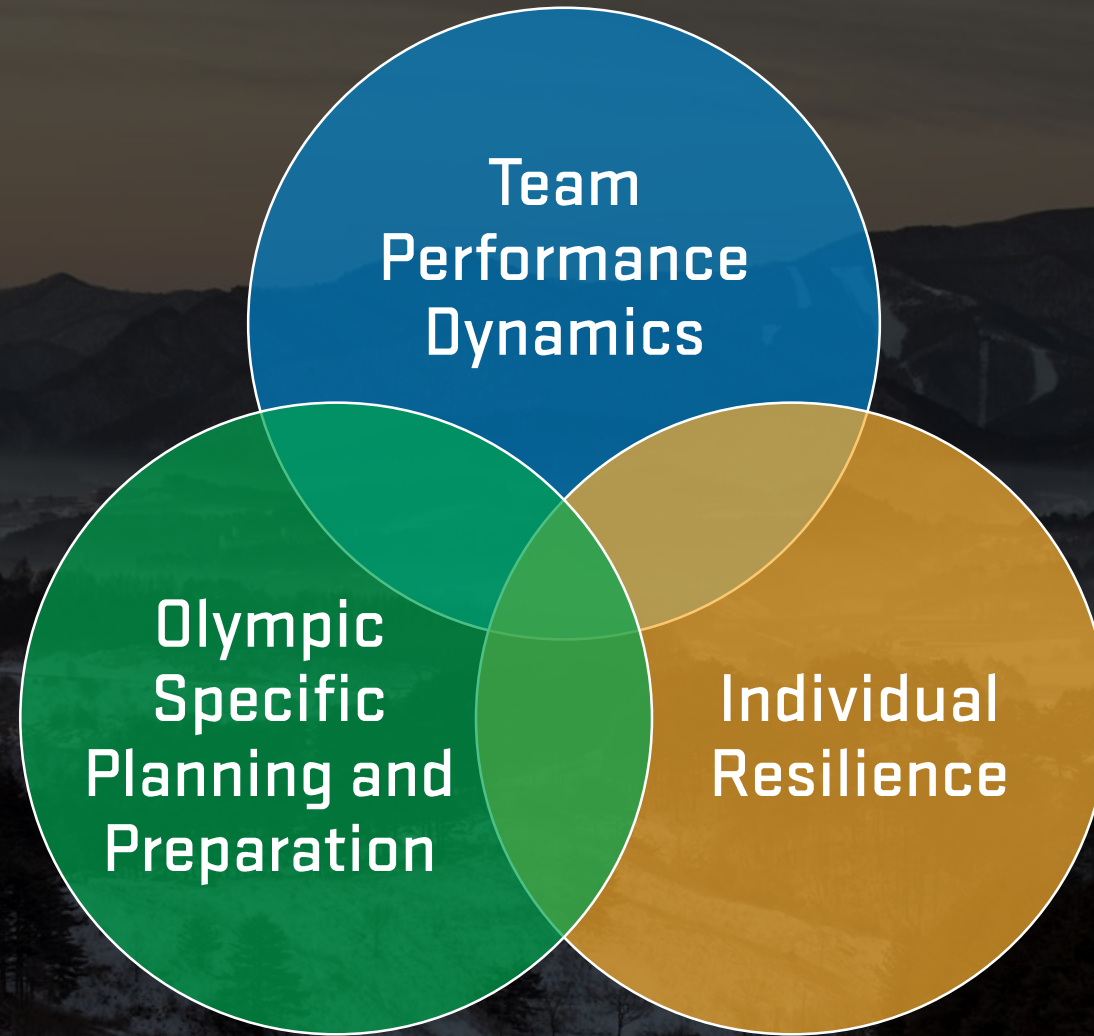 Team
Performance
Dynamics
Olympic
Specific
Planning and
Preparation
Individual
Resilience